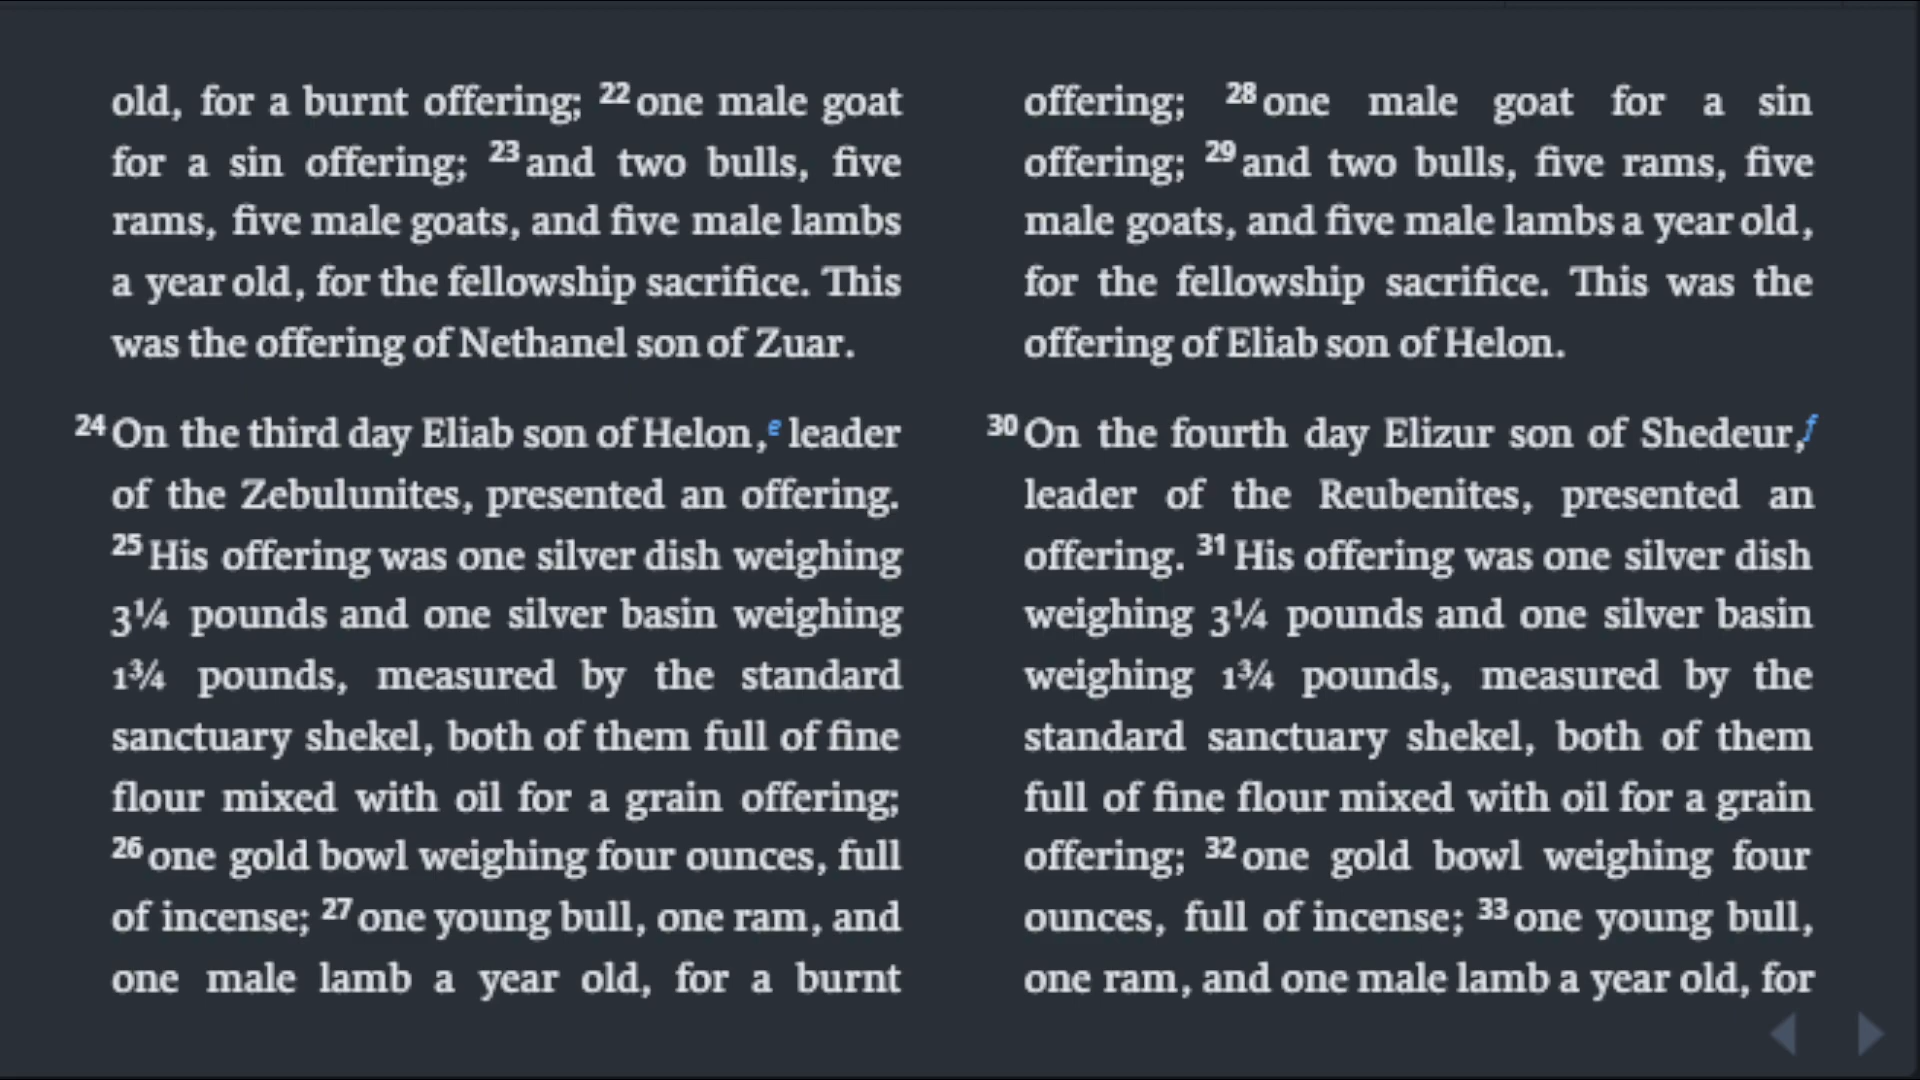 old, for a burnt offering; 22 one male goat
for a sin offering; 23 and two bulls, five
rams, five male goats, and five male lambs
a year old, for the fellowship sacrifice. This
was the offering of Nethanel son of Zuar.
24 On the third day Eliab son of Helon,e leader
of the Zebulunites, presented an offering.
25 His offering was one silver dish weighing
3¼ pounds and one silver basin weighing
1¾ pounds, measured by the standard
sanctuary shekel, both of them full of fine
flour mixed with oil for a grain offering;
26 one gold bowl weighing four ounces, full
of incense; 27 one young bull, one ram, and
one male lamb a year old, for a burnt
offering; 28 one male goat for a sin
offering; 29 and two bulls, five rams, five
male goats, and five male lambs a year old,
for the fellowship sacrifice. This was the
offering of Eliab son of Helon.
30 On the fourth day Elizur son of Shedeur,f
leader of the Reubenites, presented an
offering. 31 His offering was one silver dish
weighing 3¼ pounds and one silver basin
weighing 1¾ pounds, measured by the
standard sanctuary shekel, both of them
full of fine flour mixed with oil for a grain
offering; 32 one gold bowl weighing four
ounces, full of incense; 33 one young bull,
one ram, and one male lamb a year old, for